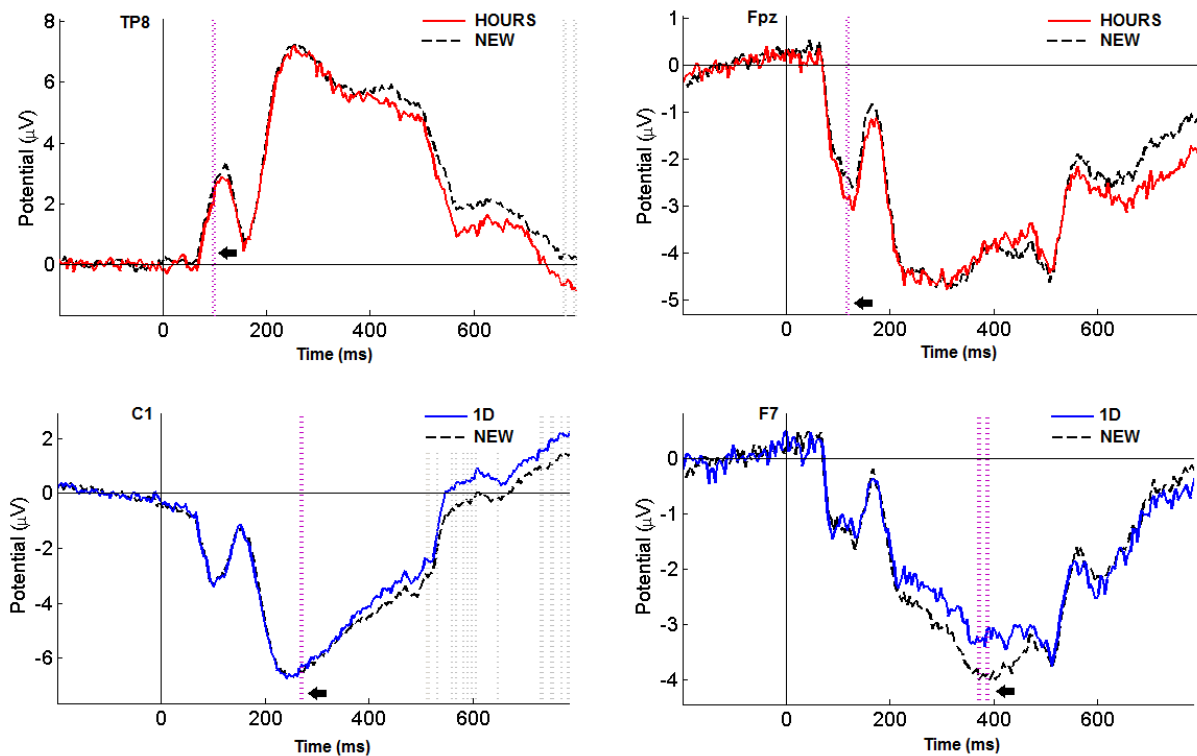 TP8
HOURS
NEW
8
6
4
2
0
Potential (μV)
0 200 400 600
Time (ms)
Fpz
HOURS
NEW
0
-1
-2
-3
-4
-5
Potential (μV)
0 200 400 600
Time (ms)
C1
1D
NEW
2
0
-2
-4
-6
Potential (μV)
0 200 400 600
Time (ms)
F7
1D
NEW
0
-1
-2
-3
-4
Potential (μV)
0 200 400 600
Time (ms)